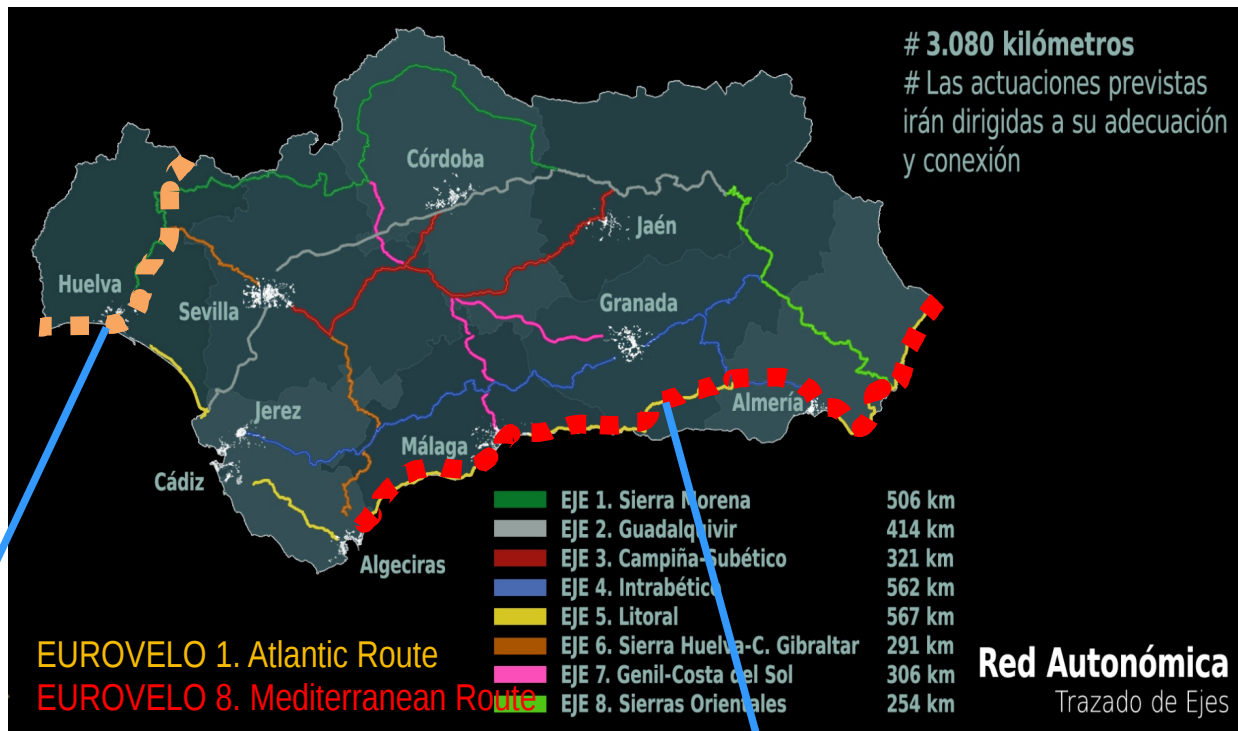 # 3.080 kilómetros
# Las actuaciones previstas
irán dirigidas a su adecuación
y conexión
Córdoba
Jaén
Huelva
Sevilla
Granada
Jerez
Almería
Málaga
Cádiz
Algeciras
EJE 1. Sierra Morena 506 km
EJE 2. Guadalquivir 414 km
EJE 3. Campiña-Subético 321 km
EJE 4. Intrabético 562 km
EJE 5. Litoral 567 km
EJE 6. Sierra Huelva-C. Gibraltar 291 km
EJE 7. Genil-Costa del Sol 306 km
EJE 8. Sierras Orientales 254 km
EUROVELO 1. Atlantic Route
EUROVELO 8. Mediterranean Route
Red Autonómica
Trazado de Ejes